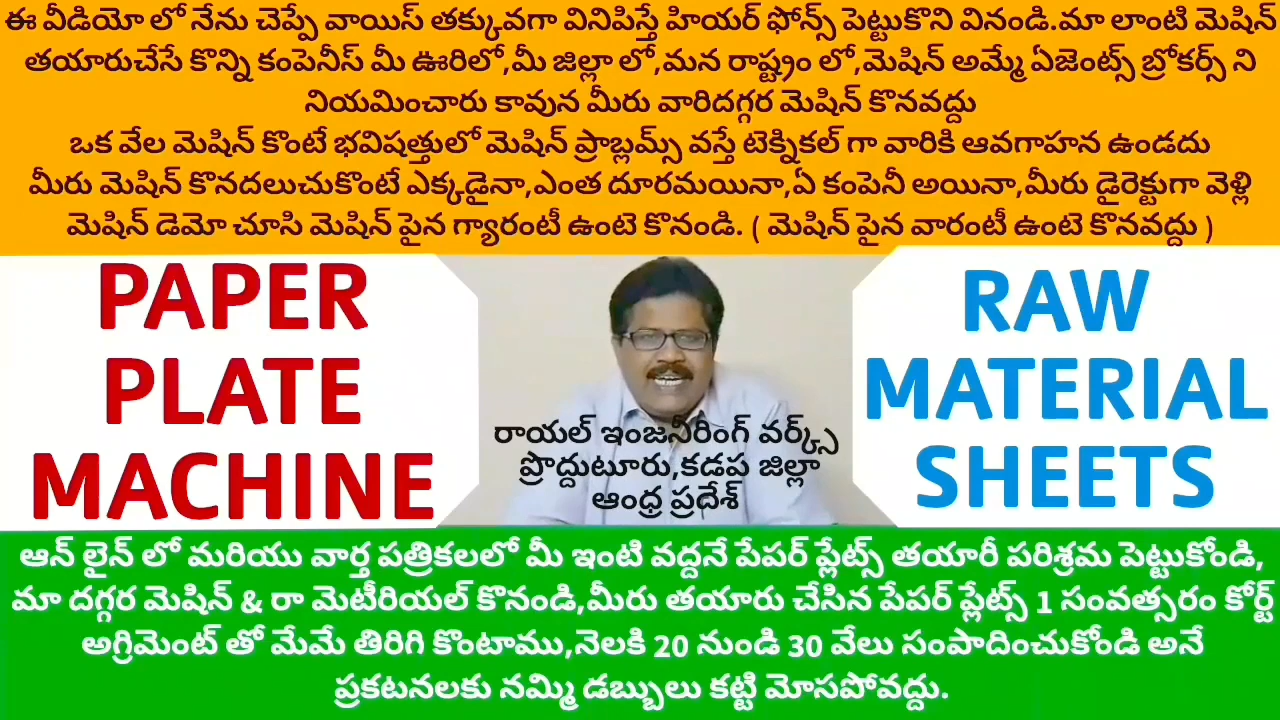 ఈ వీడియో లో నేను చెప్పే వాయిస్ తక్కువగా వినిపిస్తే హియర్ ఫోన్స్ పెట్టుకొని వినండి.మా లాంటి మెషిన్
తయారుచేసే కొన్ని కంపెనీస్ మీ ఊరిలో,మీ జిల్లా లో,మన రాష్ట్రం లో,మెషిన్ అమ్మే ఏజెంట్స్ బ్రోకర్స్ ని
నియమించారు కావున మీరు వారిదగ్గర మెషిన్ కొనవద్దు
ఒక వేల మెషిన్ కొంటే భవిషత్తులో మెషిన్ ప్రాబ్లమ్స్ వస్తే టెక్నికల్ గా వారికి ఆవగాహన ఉండదు
మీరు మెషిన్ కొనదలుచుకొంటే ఎక్కడైనా,ఎంత దూరమయినా,ఏ కంపెనీ అయినా,మీరు డైరెక్టుగా వెళ్లి
మెషిన్ డెమో చూసి మెషిన్ పైన గ్యారంటీ ఉంటె కొనండి. ( మెషిన్ పైన వారంటీ ఉంటె కొనవద్దు )
PAPER
PLATE
MACHINE
రాయల్ ఇంజనీరింగ్ వర్క్స్
ప్రొద్దుటూరు,కడప జిల్లా
ఆంధ్ర ప్రదేశ్
RAW
MATERIAL
SHEETS
ఆన్ లైన్ లో మరియు వార్త పత్రికలలో మీ ఇంటి వద్దనే పేపర్ ప్లేట్స్ తయారీ పరిశ్రమ పెట్టుకోండి,
మా దగ్గర మెషిన్ & రా మెటీరియల్ కొనండి,మీరు తయారు చేసిన పేపర్ ప్లేట్స్ 1 సంవత్సరం కోర్ట్
అగ్రిమెంట్ తో మేమే తిరిగి కొంటాము,నెలకి 20 నుండి 30 వేలు సంపాదించుకోండి అనే
ప్రకటనలకు నమ్మి డబ్బులు కట్టి మోసపోవద్దు.